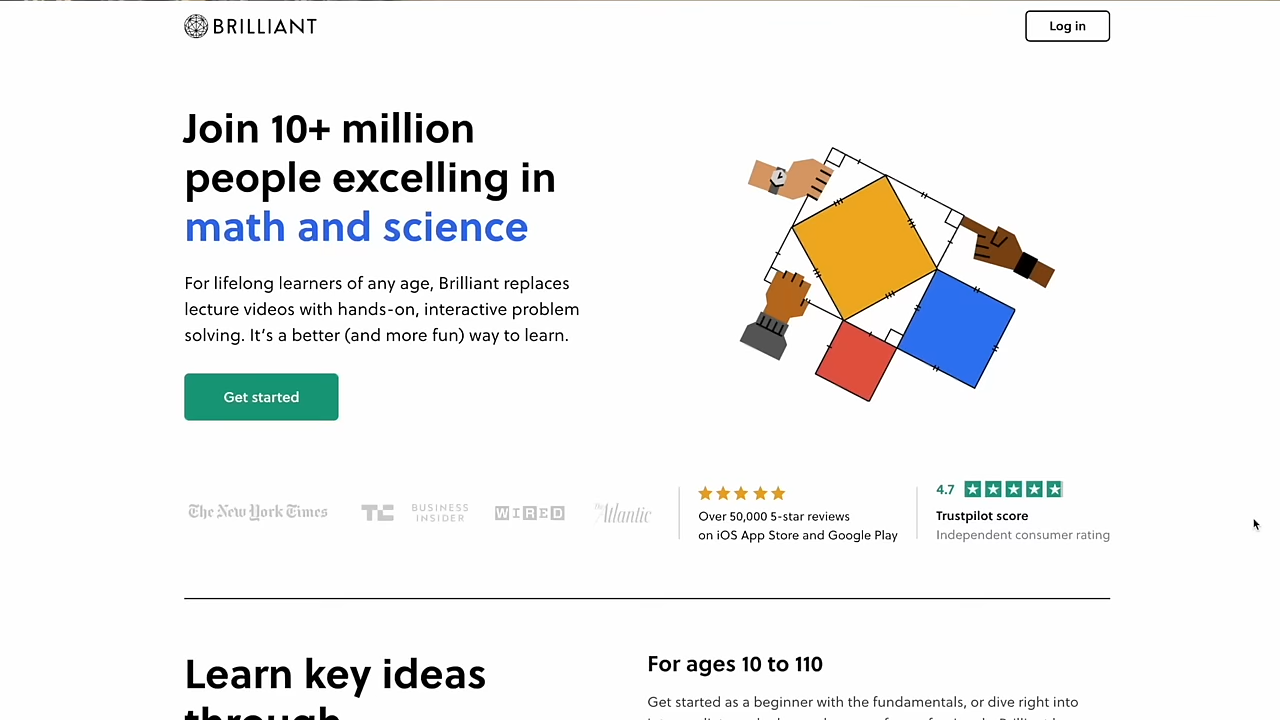 BRILLIANT
Log in
Join 10+ million
people excelling in
math and science
For lifelong learners of any age, Brilliant replaces
lecture videos with hands-on, interactive problem
solving. It's a better (and more fun) way to learn.
Get started
The New York Times
TC
BUSINESS
INSIDER
WIRED
The Atlantic
Over 50,000 5-star reviews
on iOS App Store and Google Play
4.7
Trustpilot score
Independent consumer rating
Learn key ideas
through
For ages 10 to 110
Get started as a beginner with the fundamentals, or dive right into